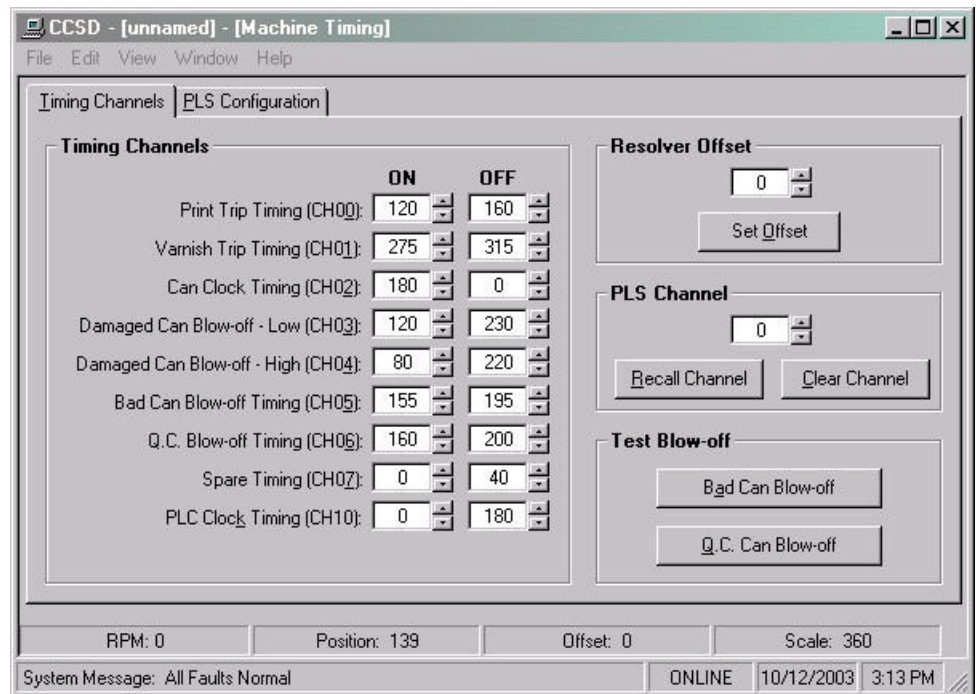 CCSD - [unnamed] - [Machine Timing]
File Edit View Window Help
Timing Channels PLS Configuration
Timing Channels
ON OFF
Print Trip Timing (CH00): 120 160
Varnish Trip Timing (CH01): 275 315
Can Clock Timing (CH02): 180 0
Damaged Can Blow-off - Low (CH03): 120 230
Damaged Can Blow-off - High (CH04): 80 220
Bad Can Blow-off Timing (CH05): 155 195
Q.C. Blow-off Timing (CH06): 160 200
Spare Timing (CH07): 0 40
PLC Clock Timing (CH10): 0 180
Resolver Offset
0
Set Offset
PLS Channel
0
Recall Channel Clear Channel
Test Blow-off
Bad Can Blow-off
Q.C. Can Blow-off
RPM: 0 Position: 139 Offset: 0 Scale: 360
System Message: All Faults Normal ONLINE 10/12/2003 3:13 PM